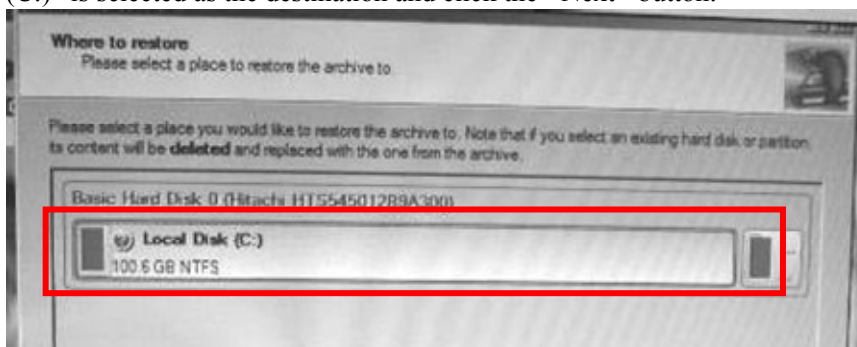 (C:)" is selected as the destination and click the "Next" button.
Where to restore
Please select a place to restore the archive to
Please select a place you would like to restore the archive to. Note that if you select an existing hard disk or partition,
its content will be deleted and replaced with the one from the archive.
Basic Hard Disk 0 (Hitachi HTS545012B9A300)
Local Disk (C:)
100.6 GB NTFS